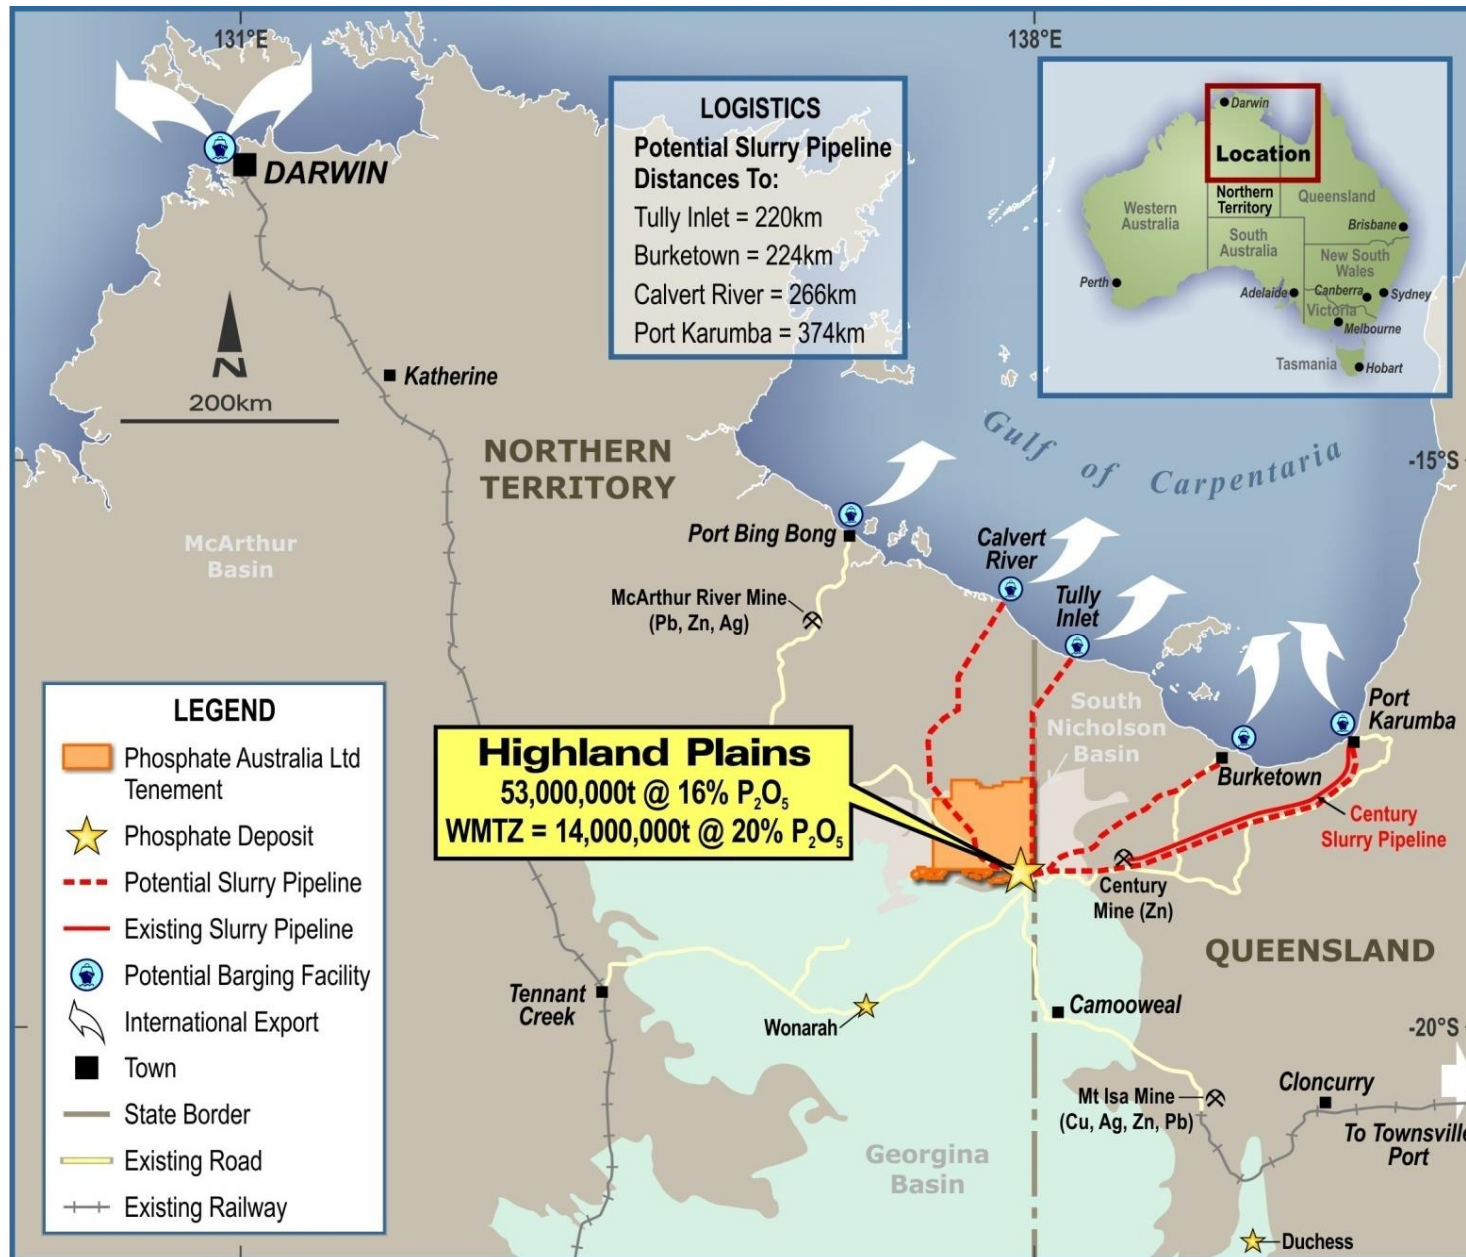 131°E
138°E
DARWIN
LOGISTICS
Potential Slurry Pipeline
Distances To:
Tully Inlet = 220km
Burketown = 224km
Calvert River = 266km
Port Karumba = 374km
Darwin
Location
Western
Australia
Northern
Territory
Queensland
South
Australia
Brisbane
New South
Wales
Perth
Adelaide
Canberra
Sydney
Victoria
Melbourne
Tasmania
Hobart
N
200km
Katherine
NORTHERN
TERRITORY
Gulf of Carpentaria
-15°S
McArthur
Basin
Port Bing Bong
Calvert
River
Tully
Inlet
McArthur River Mine
(Pb, Zn, Ag)
South
Nicholson
Basin
Port
Karumba
Burketown
Century
Slurry Pipeline
Highland Plains
53,000,000t @ 16% P₂O₅
WMTZ = 14,000,000t @ 20% P₂O₅
Century
Mine (Zn)
QUEENSLAND
LEGEND
Phosphate Australia Ltd
Tenement
Phosphate Deposit
Potential Slurry Pipeline
Existing Slurry Pipeline
Potential Barging Facility
International Export
Town
State Border
Existing Road
Existing Railway
Tennant
Creek
Wonarah
Camooweal
-20°S
Mt Isa Mine
(Cu, Ag, Zn, Pb)
Cloncurry
To Townsville
Port
Georgina
Basin
Duchess